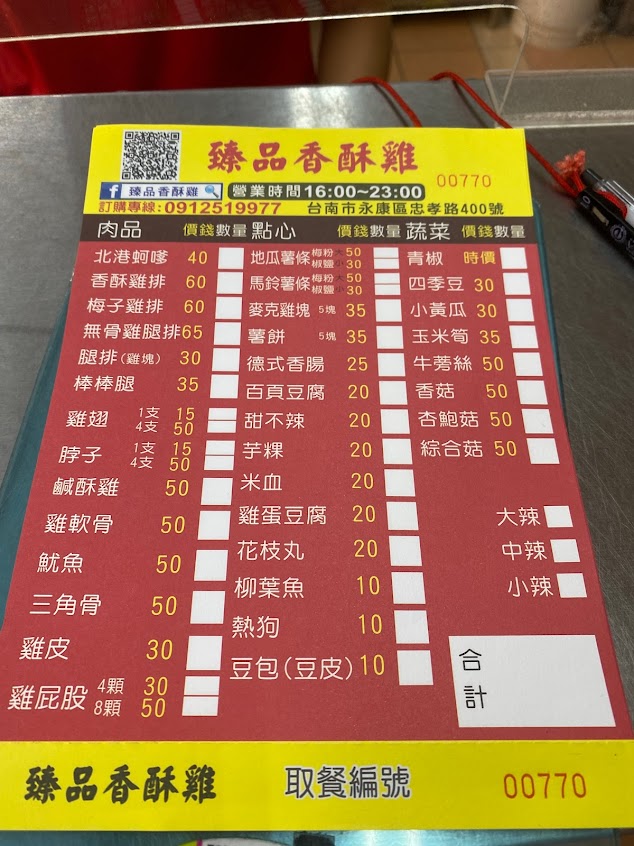 臻品香酥雞
00770
臻品香酥雞 營業時間16:00~23:00
訂購專線:0912519977 台南市永康區忠孝路400號
肉品 價錢 數量
北港蚵嗲 40
香酥雞排 60
梅子雞排 60
無骨雞腿排 65
腿排(雞塊) 30
棒棒腿 35
雞翅 1支 15
4支 50
脖子 1支 15
4支 50
鹹酥雞 50
雞軟骨 50
魷魚 50
三角骨 50
雞皮 30
雞屁股 4顆 30
8顆 50
點心 價錢 數量
地瓜薯條 梅粉 大 50
椒鹽 小 30
馬鈴薯條 梅粉 大 50
椒鹽 小 30
麥克雞塊 5塊 35
薯餅 5塊 35
德式香腸 25
百頁豆腐 20
甜不辣 20
芋粿 20
米血 20
雞蛋豆腐 20
花枝丸 20
柳葉魚 10
熱狗 10
豆包(豆皮) 10
蔬菜 價錢 數量
青椒 時價
四季豆 30
小黃瓜 30
玉米筍 35
牛蒡絲 50
香菇 50
杏鮑菇 50
綜合菇 50
大辣
中辣
小辣
合計
臻品香酥雞 取餐編號 00770